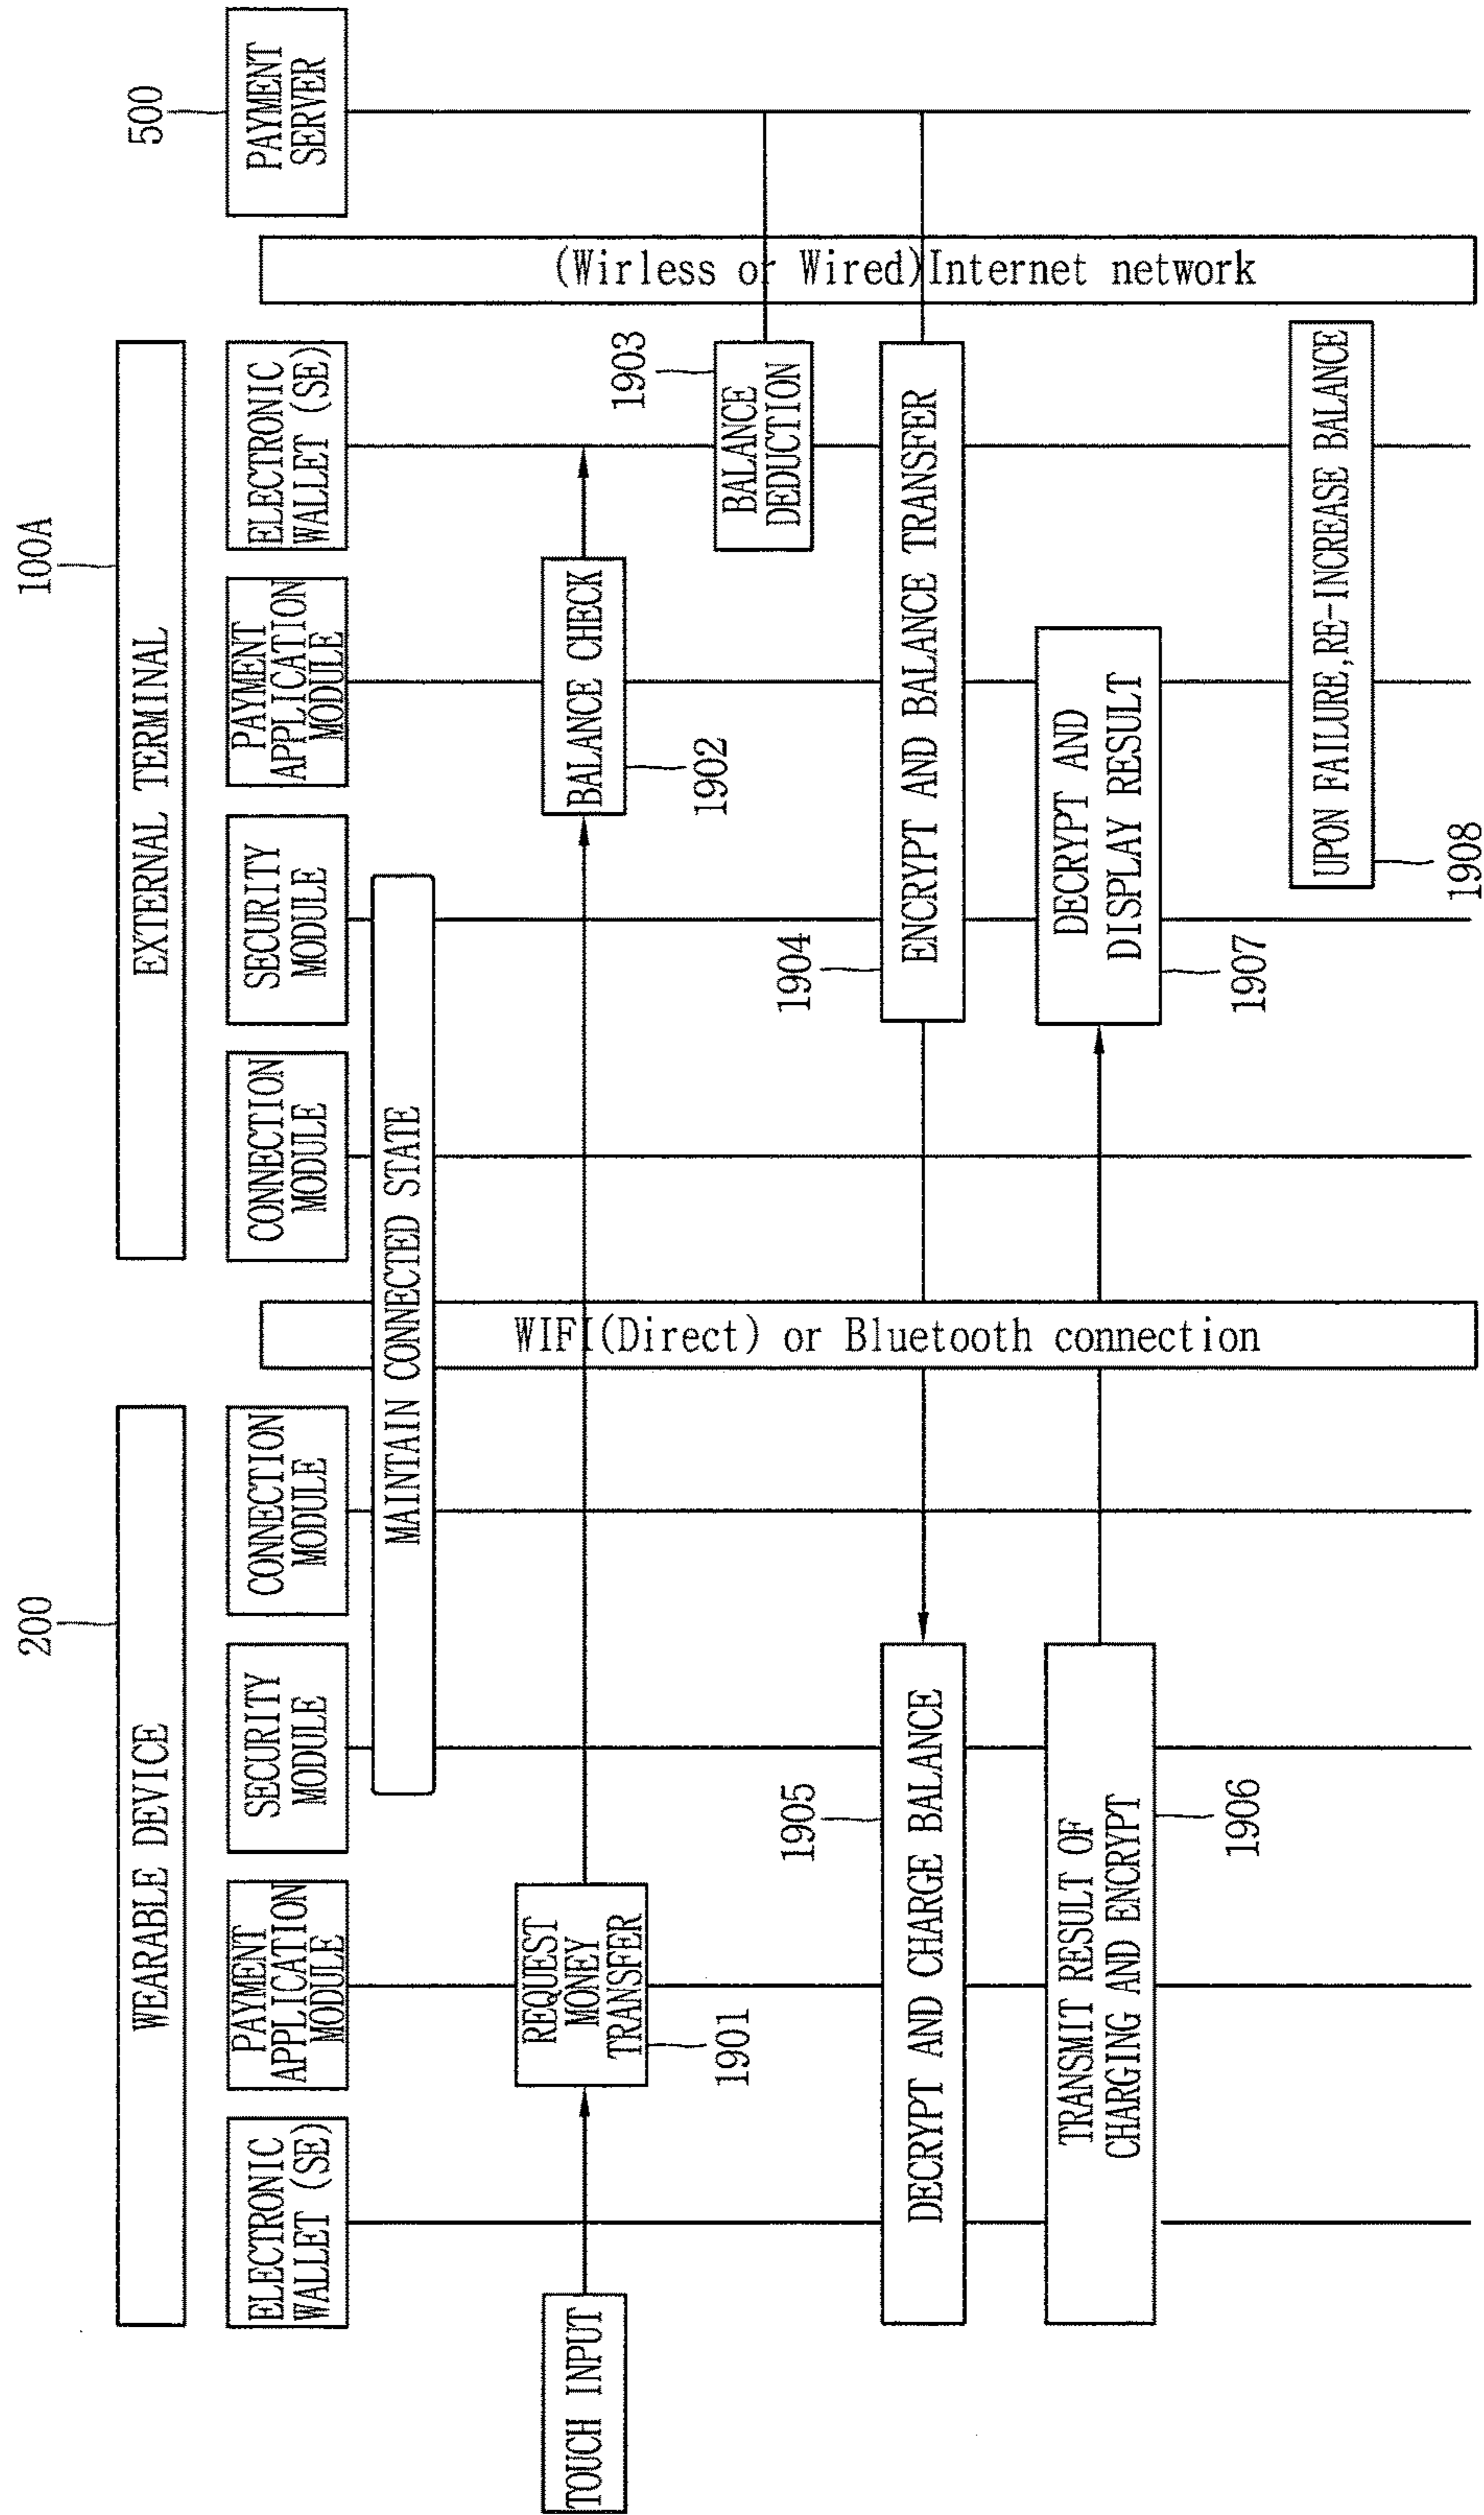 200
100A
500
WEARABLE DEVICE
EXTERNAL TERMINAL
ELECTRONIC
WALLET (SE)
PAYMENT
APPLICATION
MODULE
SECURITY
MODULE
CONNECTION
MODULE
CONNECTION
MODULE
SECURITY
MODULE
PAYMENT
APPLICATION
MODULE
ELECTRONIC
WALLET (SE)
PAYMENT
SERVER
MAINTAIN CONNECTED STATE
WIFI(Direct) or Bluetooth connection
(Wirless or Wired)Internet network
TOUCH INPUT
REQUEST
MONEY
TRANSFER
1901
BALANCE CHECK
1902
1903
BALANCE
DEDUCTION
1904
ENCRYPT AND BALANCE TRANSFER
1905
DECRYPT AND CHARGE BALANCE
TRANSMIT RESULT OF
CHARGING AND ENCRYPT
1906
DECRYPT AND
DISPLAY RESULT
1907
UPON FAILURE,RE-INCREASE BALANCE
1908